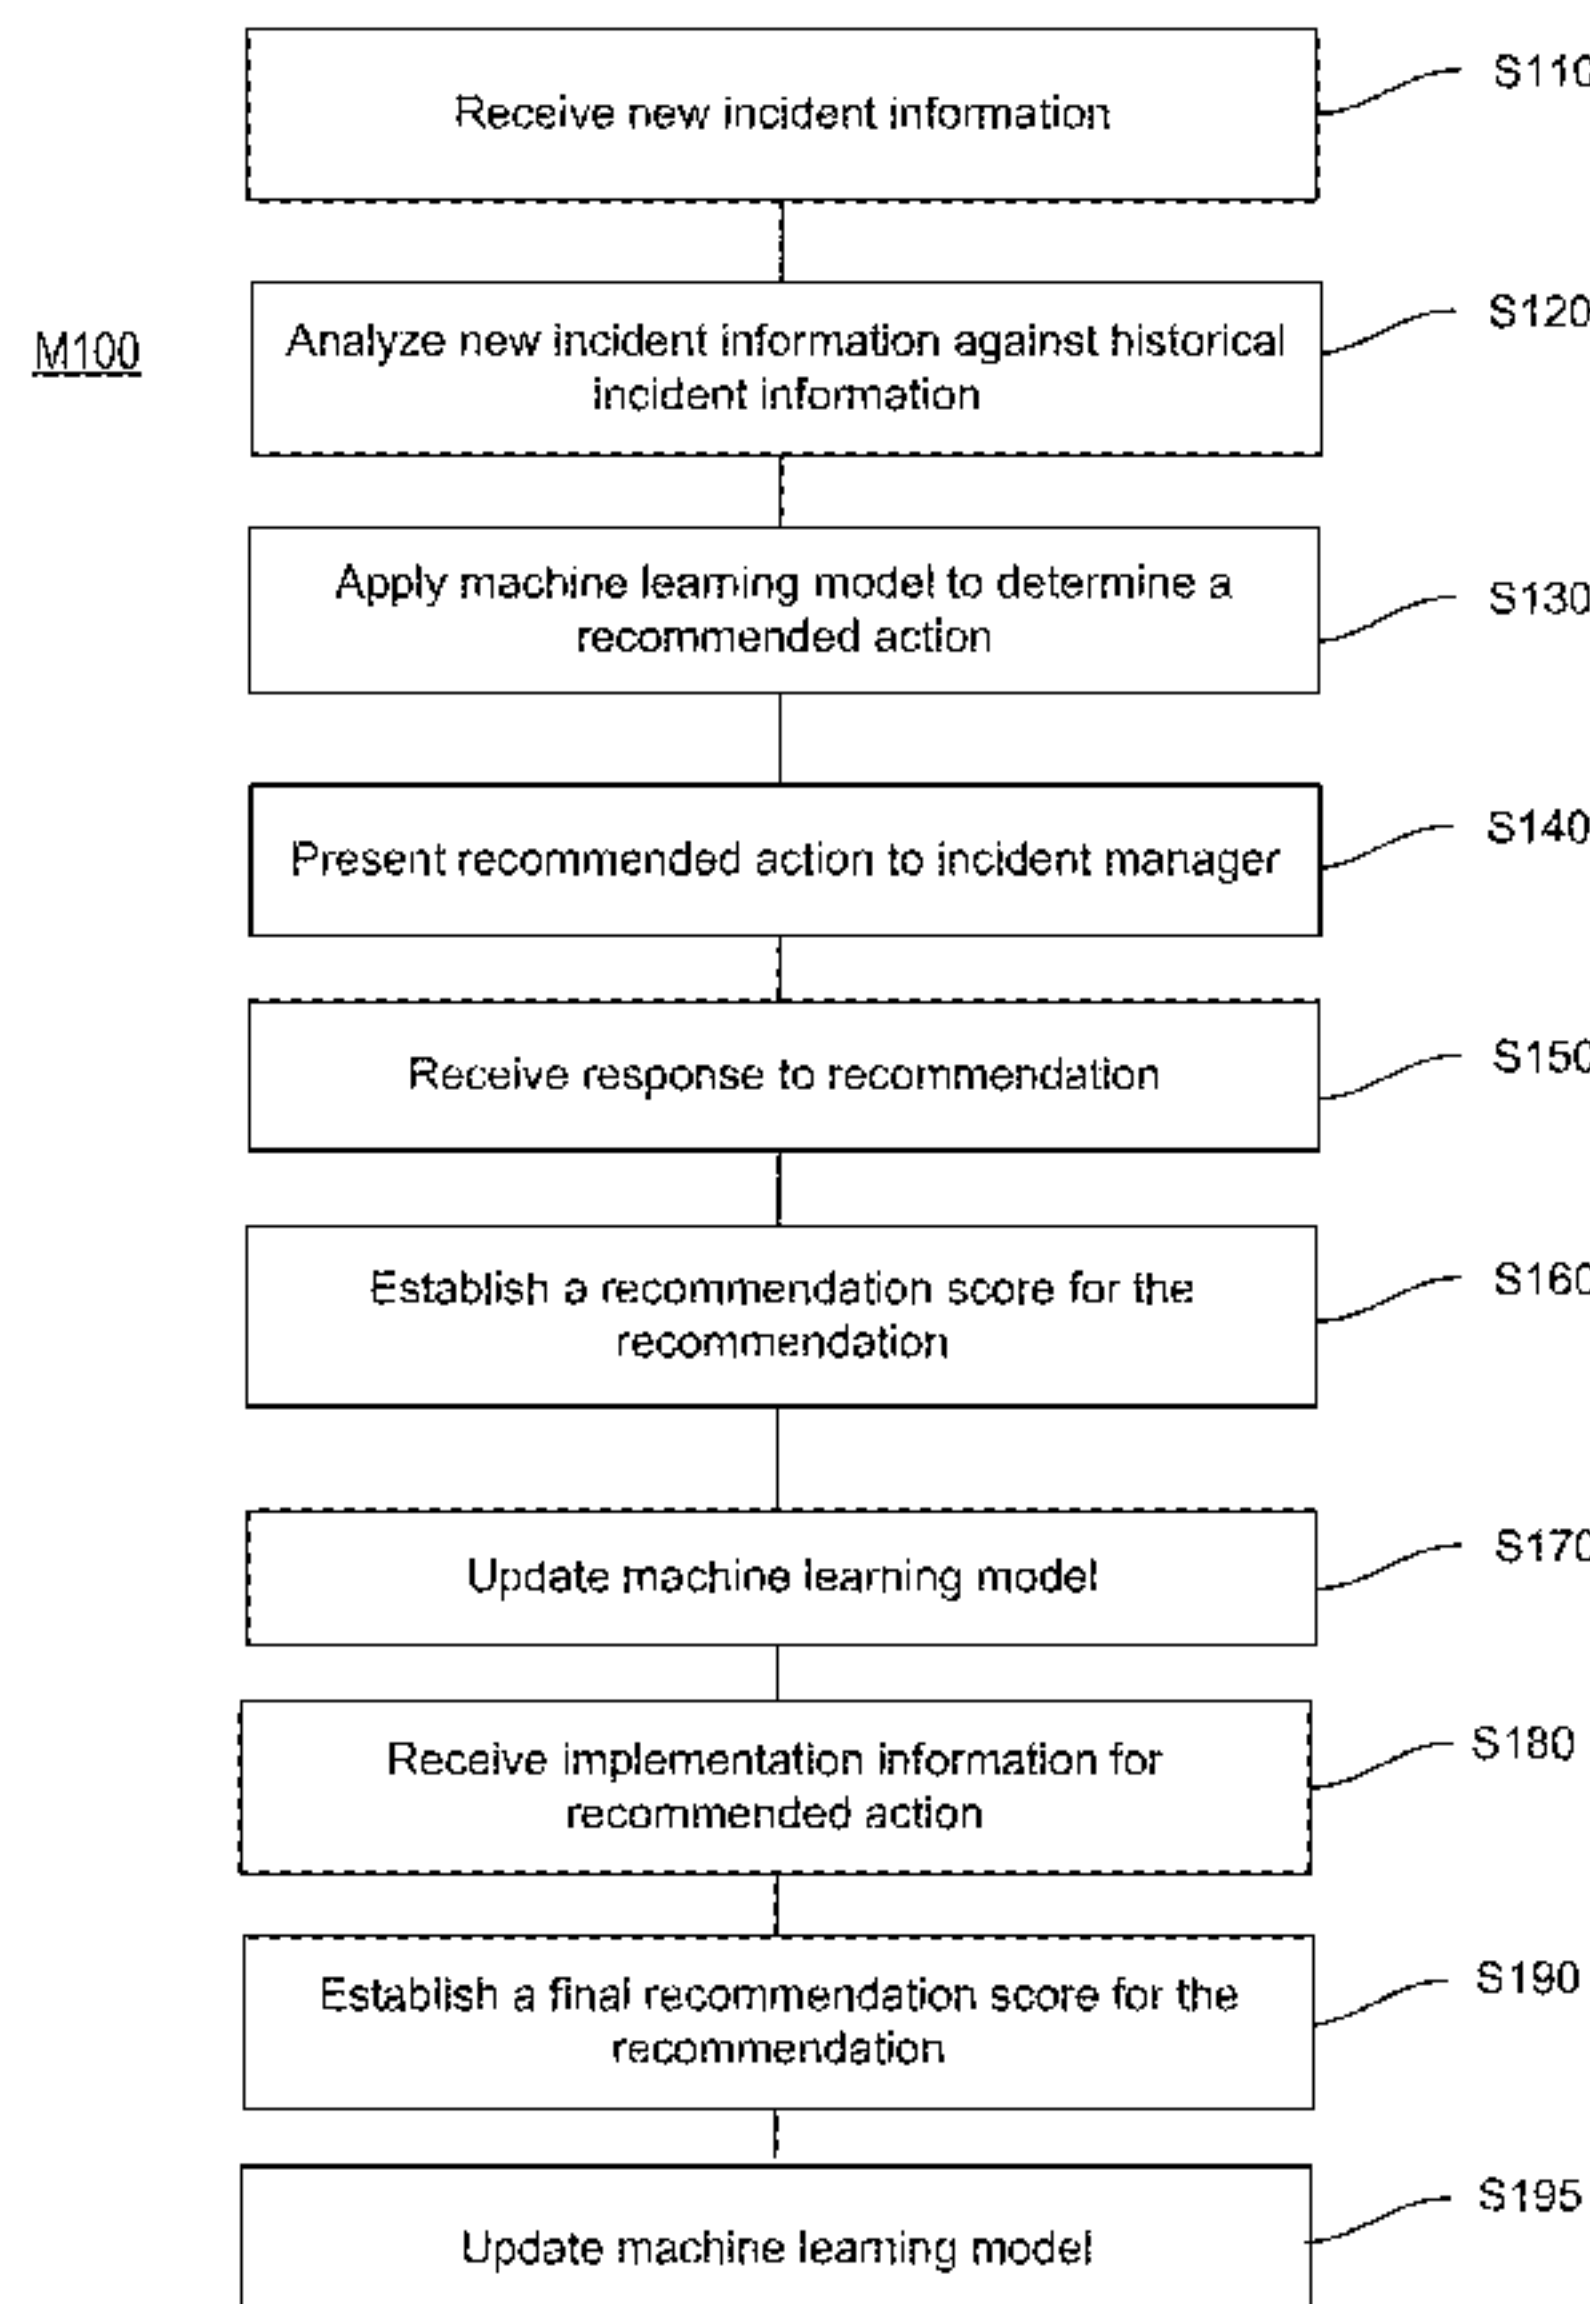 Receive new incident information
S110
M100
Analyze new incident information against historical
incident information
S120
Apply machine learning model to determine a
recommended action
S130
Present recommended action to incident manager
S140
Receive response to recommendation
S150
Establish a recommendation score for the
recommendation
S160
Update machine learning model
S170
Receive implementation information for
recommended action
S180
Establish a final recommendation score for the
recommendation
S190
Update machine learning model
S195